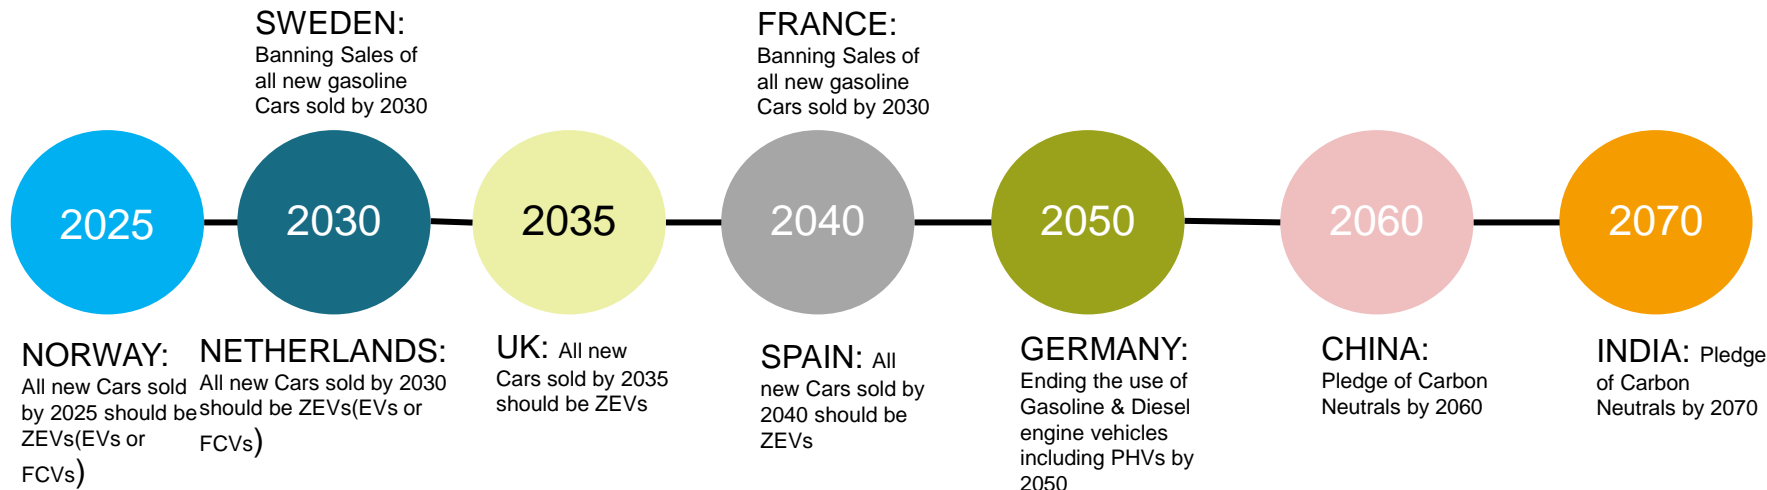 SWEDEN:
Banning Sales of
all new gasoline
Cars sold by 2030
FRANCE:
Banning Sales of
all new gasoline
Cars sold by 2030
2025
2030
2035
2040
2050
2060
2070
NORWAY:
All new Cars sold
by 2025 should be
ZEVs(EVs or
FCVs)
NETHERLANDS:
All new Cars sold by 2030
should be ZEVs(EVs or
FCVs)
UK: All new
Cars sold by 2035
should be ZEVs
SPAIN: All
new Cars sold by
2040 should be
ZEVs
GERMANY:
Ending the use of
Gasoline & Diesel
engine vehicles
including PHVs by
2050
CHINA:
Pledge of Carbon
Neutrals by 2060
INDIA: Pledge
of Carbon
Neutrals by 2070